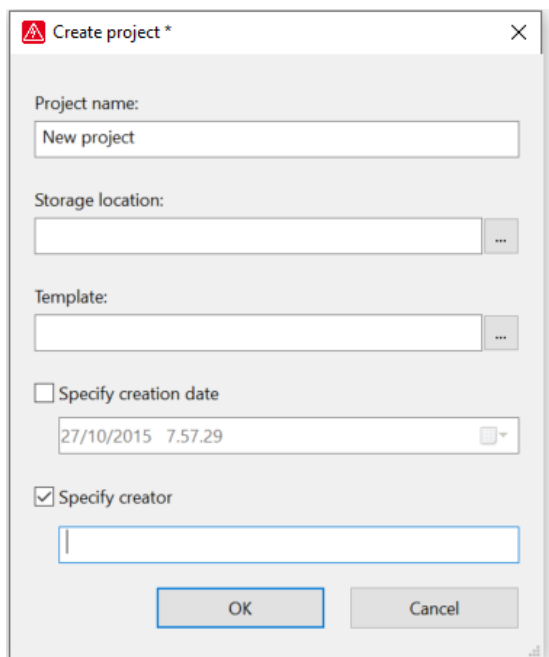 Create project *
Project name:
New project
Storage location:
...
Template:
...
Specify creation date
27/10/2015 7.57.29
Specify creator
OK Cancel